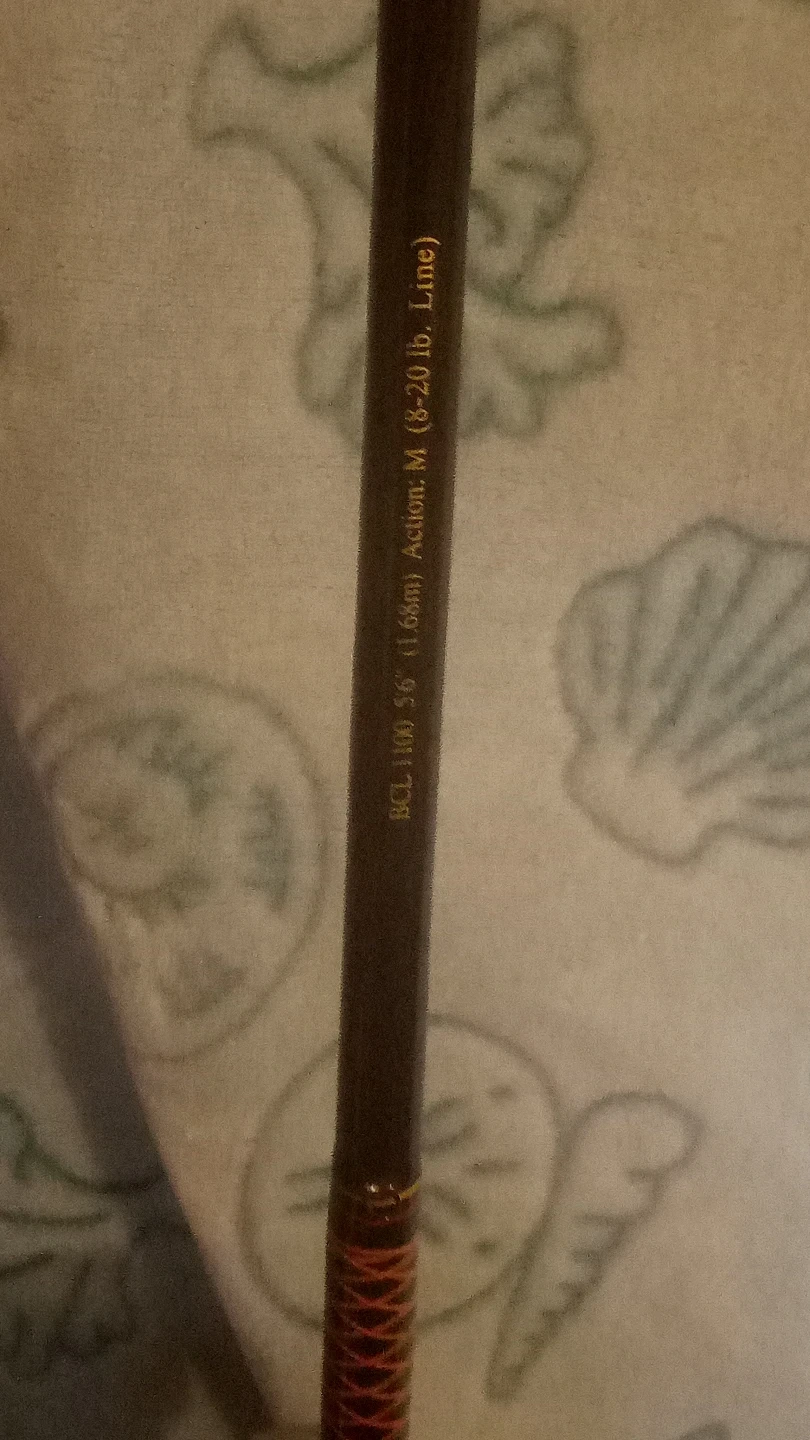 BCL 1100 5'6" (1.68m) Action: M (8-20 lb. Line)